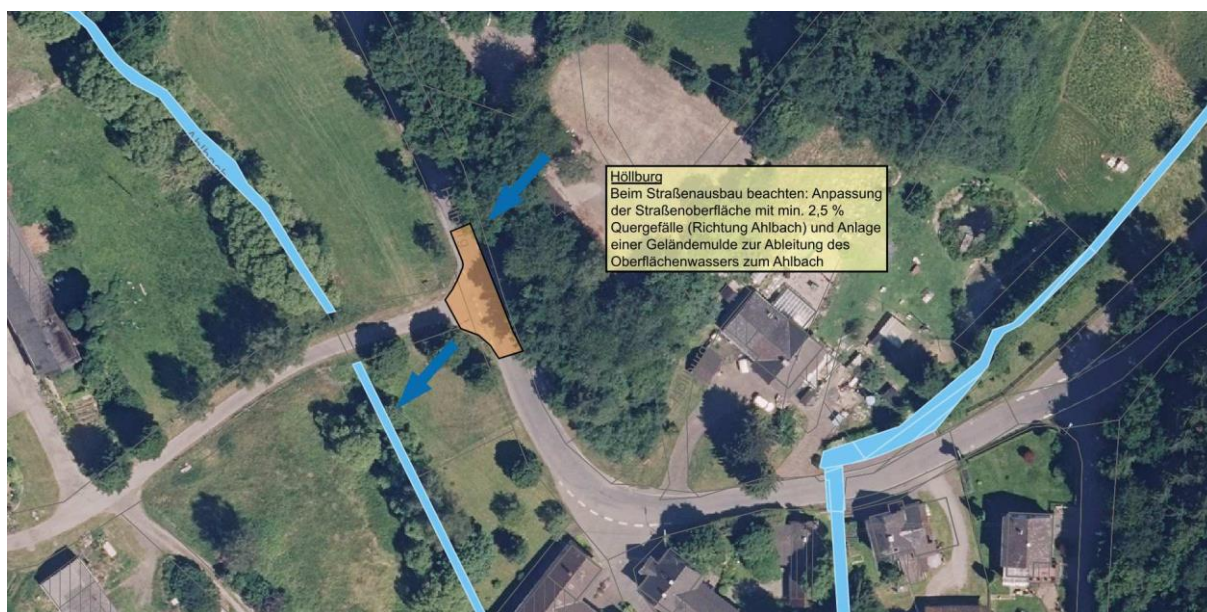 Ahlbach
Höllburg
Beim Straßenausbau beachten: Anpassung
der Straßenoberfläche mit min. 2,5 %
Quergefälle (Richtung Ahlbach) und Anlage
einer Geländemulde zur Ableitung des
Oberflächenwassers zum Ahlbach